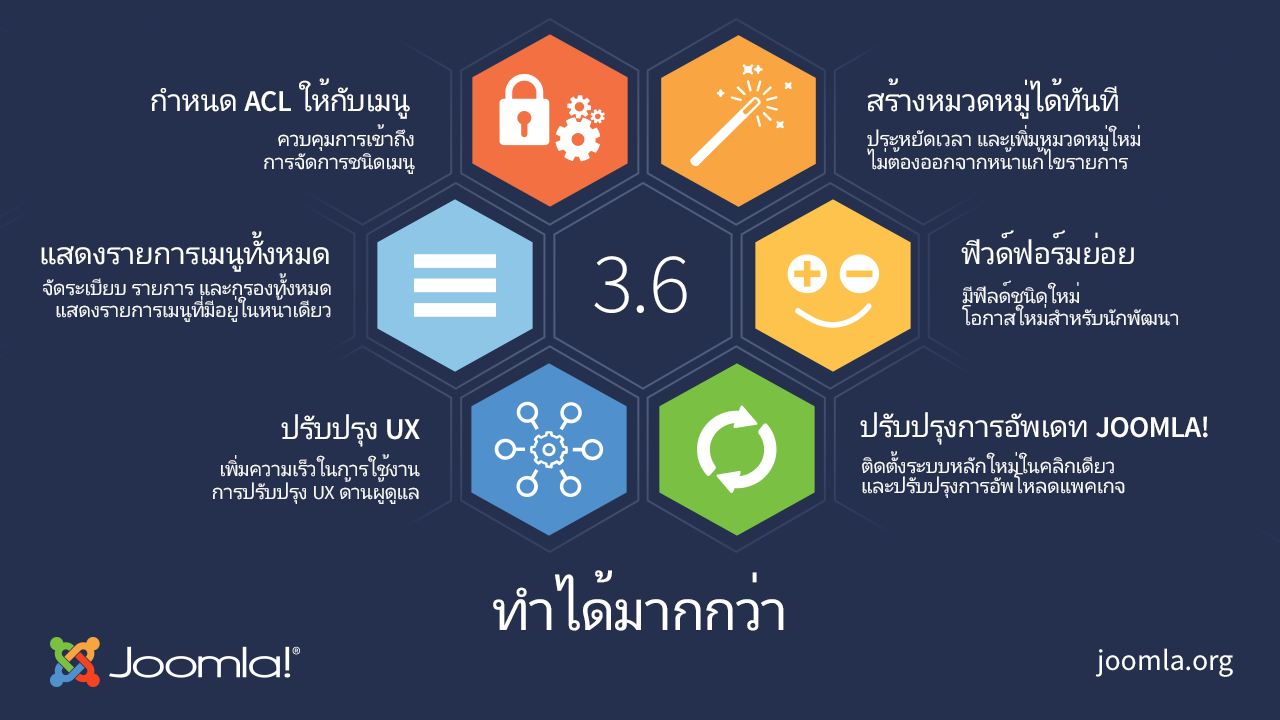 กำหนด ACL ให้กับเมนู
ควบคุมการเข้าถึง
การจัดการชนิดเมนู
สร้างหมวดหมู่ได้ทันที
ประหยัดเวลา และเพิ่มหมวดหมู่ใหม่
ไม่ต้องออกจากหน้าแก้ไขรายการ
แสดงรายการเมนูทั้งหมด
จัดระเบียบ รายการ และกรองทั้งหมด
แสดงรายการเมนูที่มีอยู่ในหน้าเดียว
3.6
ฟิวด์ฟอร์มย่อย
มีฟิลด์ชนิดใหม่
โอกาสใหม่สำหรับนักพัฒนา
ปรับปรุง UX
เพิ่มความเร็วในการใช้งาน
การปรับปรุง UX ด้านผู้ดูแล
ปรับปรุงการอัพเดท JOOMLA!
ติดตั้งระบบหลักใหม่ในคลิกเดียว
และปรับปรุงการอัพโหลดแพคเกจ
ทำได้มากกว่า
Joomla!®
joomla.org